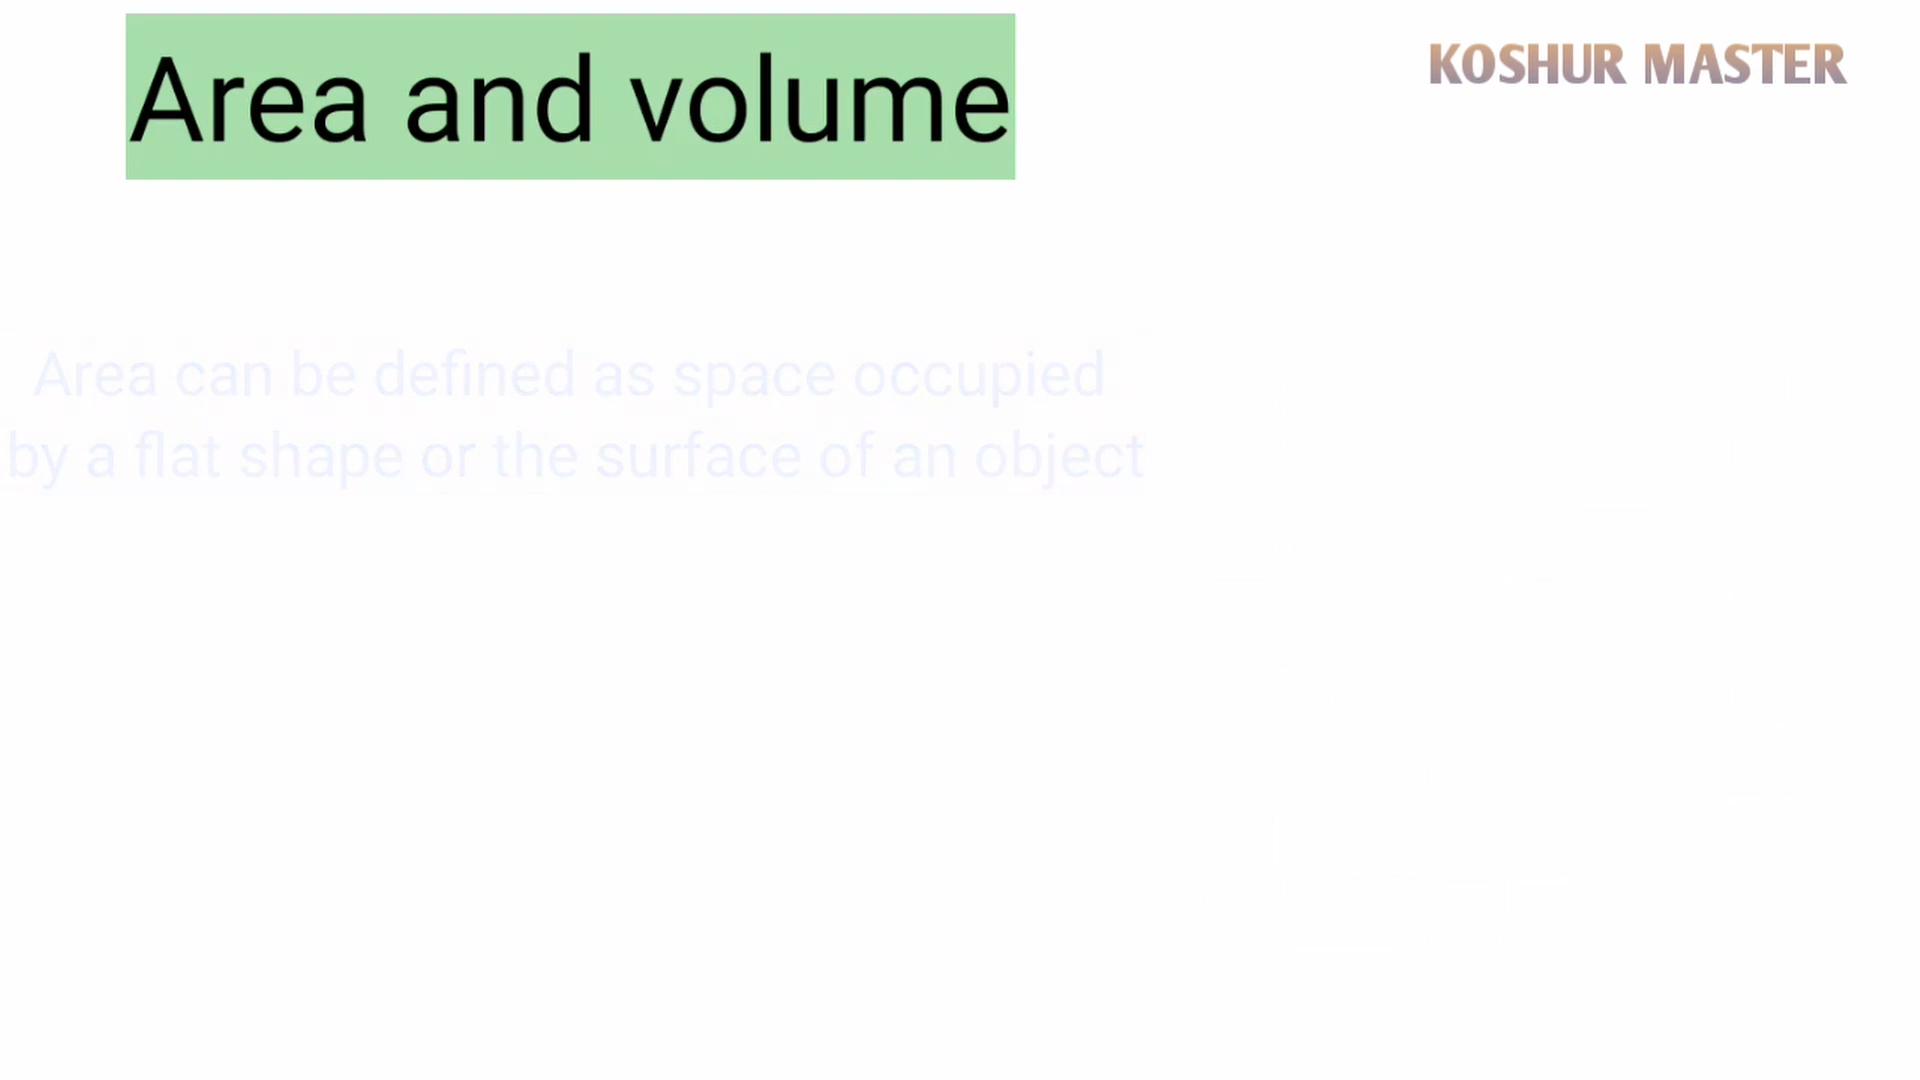 Area and volume
KOSHUR MASTER
Area can be defined as space occupied
by a flat shape or the surface of an object